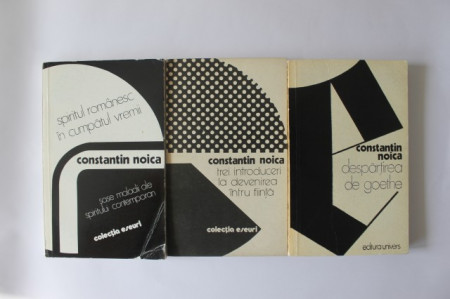 spiritul românesc
în cumpătul vremii
constantin noica
șase maladii ale
spiritului contemporan
colecția eseuri
constantin noica
trei introduceri
la devenirea
întru ființă
colecția eseuri
constantin
noica
despărțirea
de goethe
editura univers